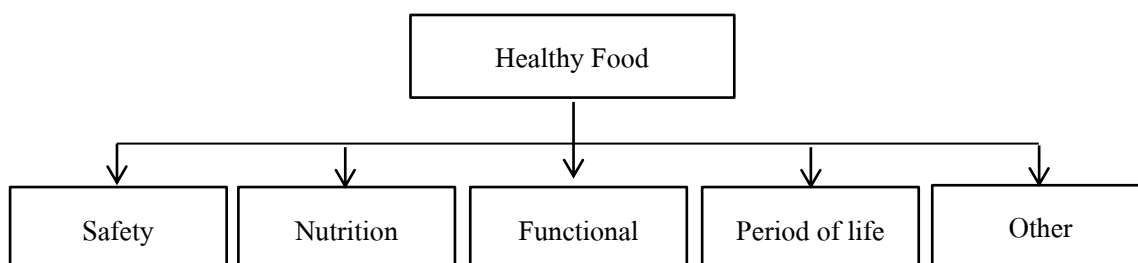 Healthy Food
Safety
Nutrition
Functional
Period of life
Other